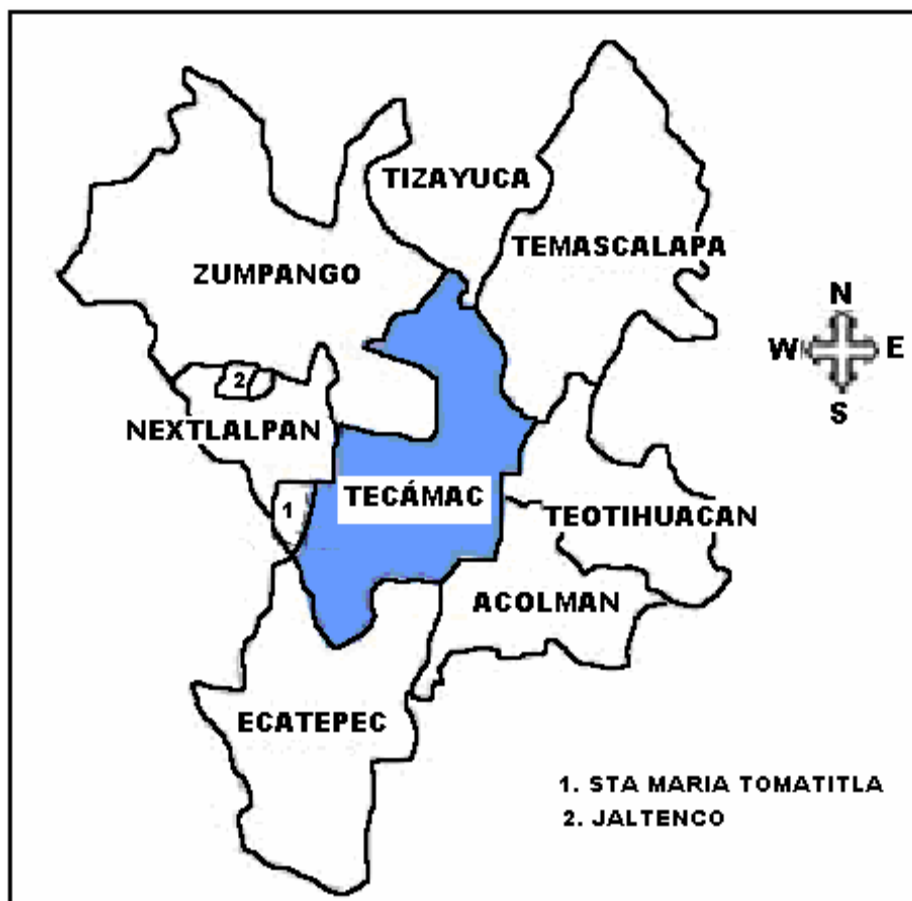 TIZAYUCA
TEMASCALAPA
ZUMPANGO
N
W E
S
2
NEXTLALPAN
TECÁMAC
1
TEOTIHUACAN
ACOLMAN
ECATEPEC
1. STA MARIA TOMATITLA
2. JALTENCO